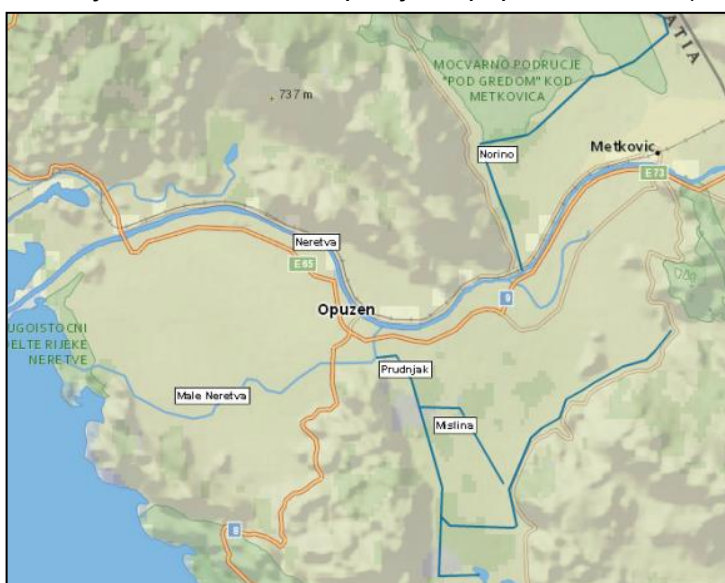 MOCVARNO PODRUCJE
"POD GREDOM" KOD
METKOVICA
ATIA
737 m
Norino
Metkovic
E73
Neretva
E65
8
Opuzen
UGOISTOCNI
DELTE RIJEKE
NERETVE
Prudnjak
Male Neretva
Mislina
8